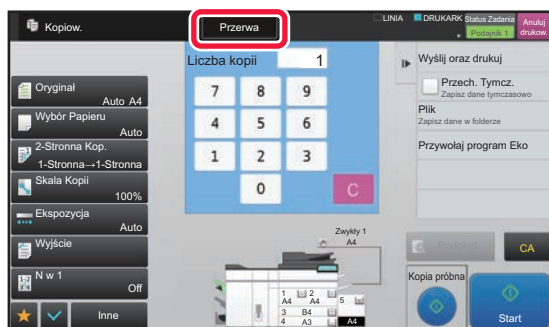 Kopiow.
Przerwa
LINIA
DRUKARK
Status Zadania
Podajnik 1
Anuluj
drukow.
Liczba kopii
1
Oryginał
Auto A4
Wybór Papieru
Auto
2-Stronna Kop.
1-Stronna→1-Stronna
Skala Kopii
100%
Ekspozycja
Auto
Wyjście
N w 1
Off
Inne
7 8 9
4 5 6
1 2 3
0 C
Zwykły 1
A4
1 2
A4 A4
5
3 B4
4 A3
A4
Wyślij oraz drukuj
Przech. Tymcz.
Zapisz dane tymczasowo
Plik
Zapisz dane w folderze
Przywołaj program Eko
CA
Kopia próbna
Start